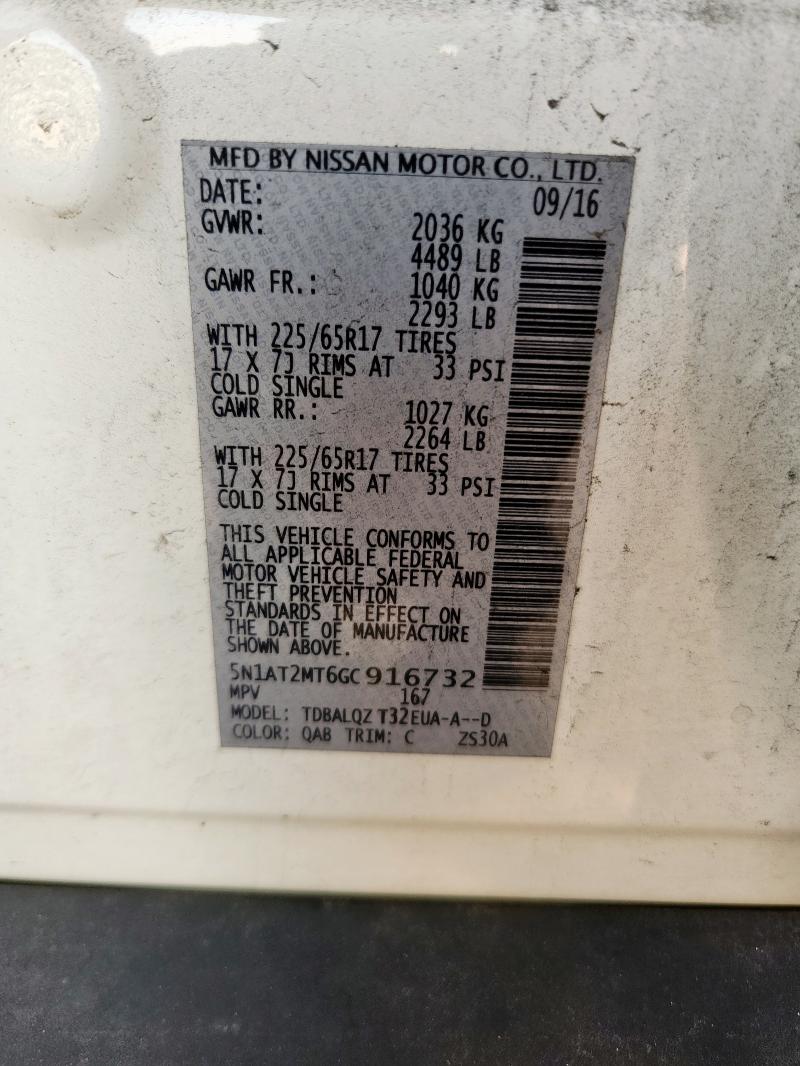 MFD BY NISSAN MOTOR CO., LTD.
DATE: 09/16
GVWR: 2036 KG
4489 LB
GAWR FR.: 1040 KG
2293 LB
WITH 225/65R17 TIRES
17 X 7J RIMS AT 33 PSI
COLD SINGLE
GAWR RR.: 1027 KG
2264 LB
WITH 225/65R17 TIRES
17 X 7J RIMS AT 33 PSI
COLD SINGLE
THIS VEHICLE CONFORMS TO
ALL APPLICABLE FEDERAL
MOTOR VEHICLE SAFETY AND
THEFT PREVENTION
STANDARDS IN EFFECT ON
THE DATE OF MANUFACTURE
SHOWN ABOVE.
5N1AT2MT6GC916732
MPV 167
MODEL: TDBALQZ T32EUA-A--D
COLOR: QAB TRIM: C ZS30A